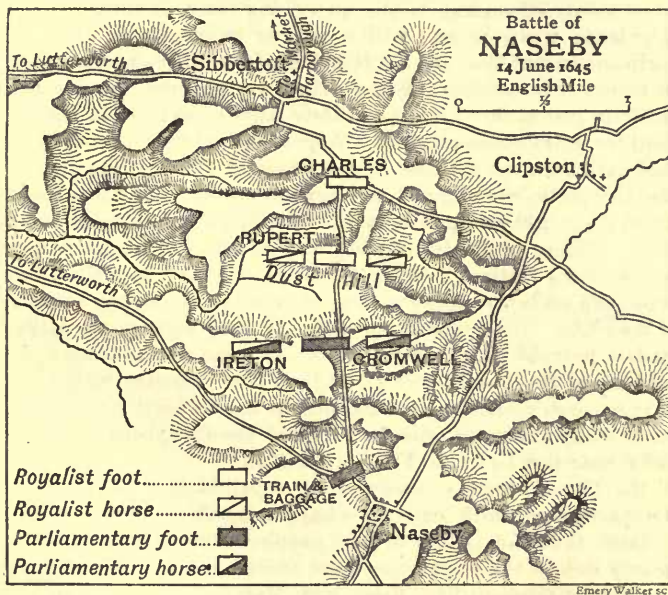 Battle of
NASEBY
14 June 1645
English Mile
0 ½ 1
To Lutterworth
Sibbertoft
To Market
Harborough
Clipston
CHARLES
RUPERT
Dust Hill
To Lutterworth
IRETON
CROMWELL
TRAIN &
BAGGAGE
Naseby
Royalist foot
Royalist horse
Parliamentary foot
Parliamentary horse
Emery Walker sc.